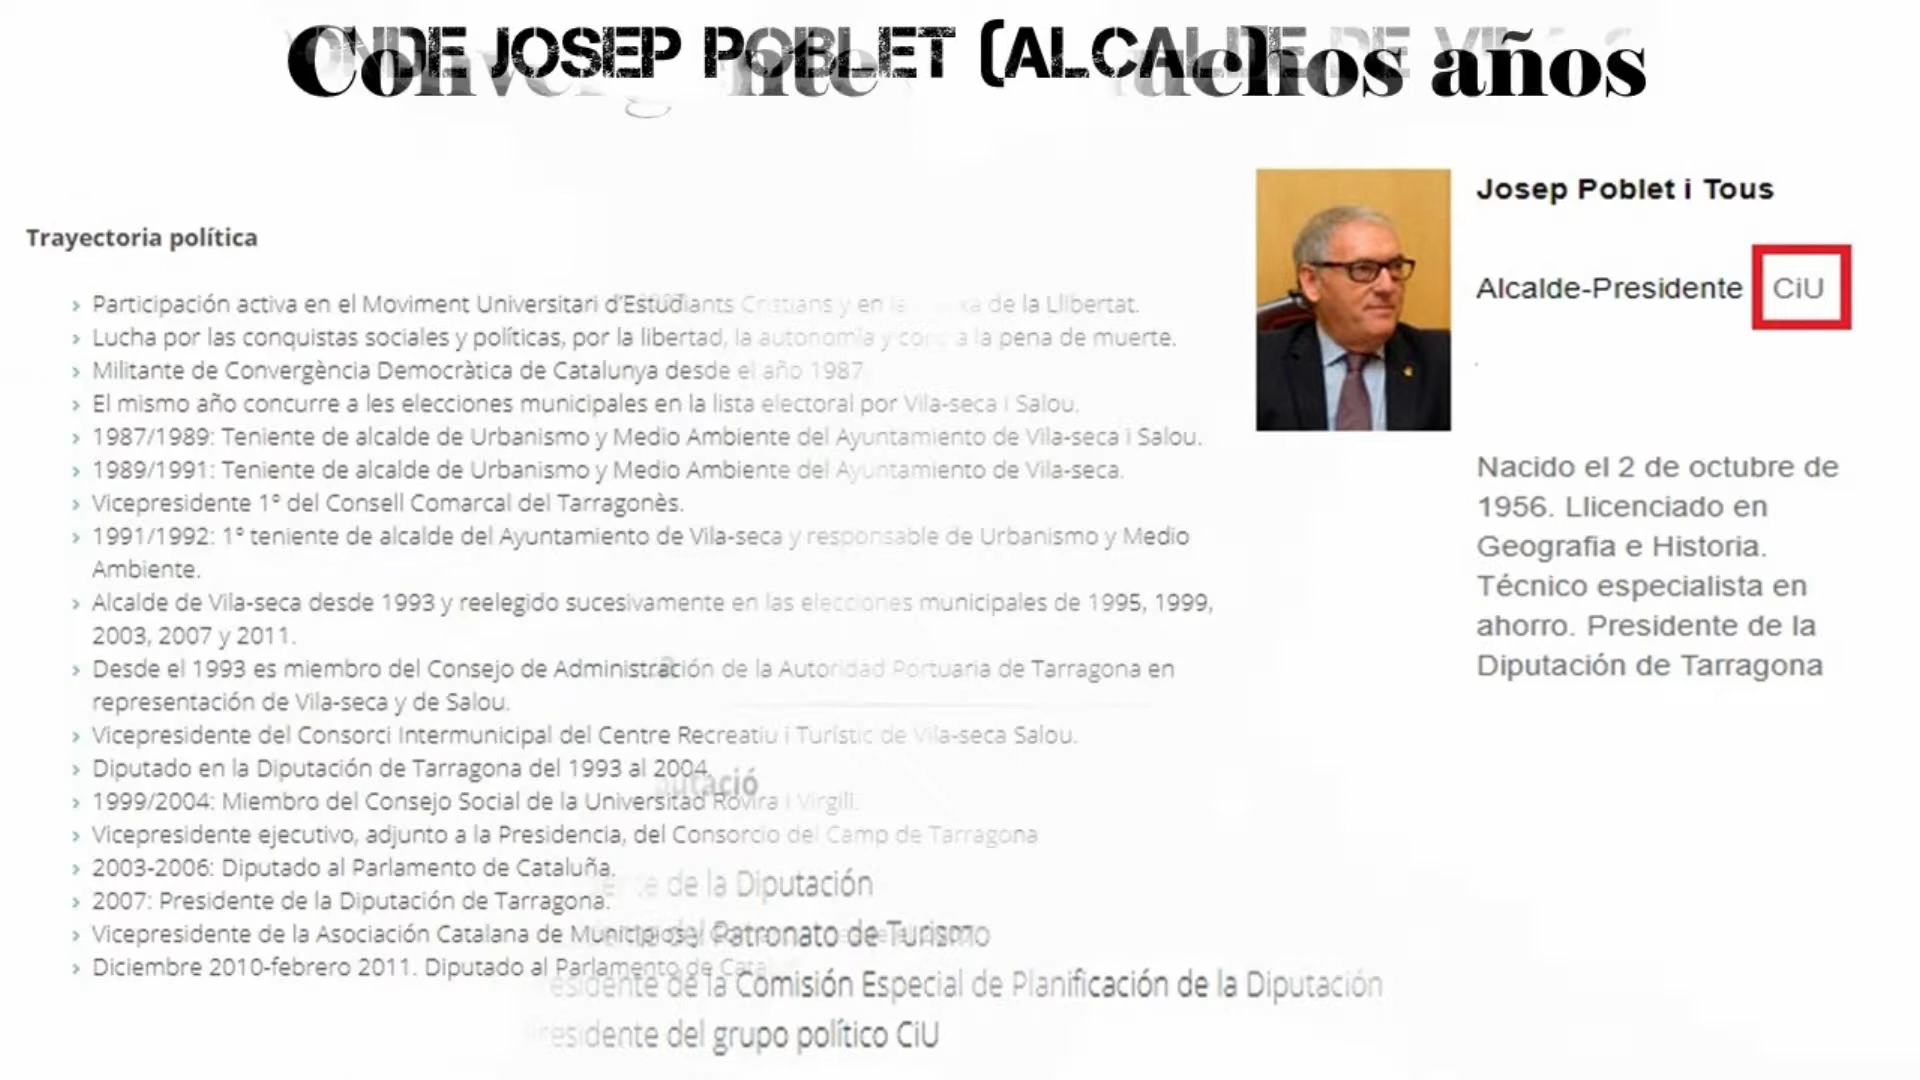 NDE JOSEP POBLET (ALCALDE DE
años
Trayectoria política
Participación activa en el Moviment Universitari d'Estudiants Cristians y en la de la Llibertat.
Lucha por las conquistas sociales y políticas, por la libertad, la autonomía y contra la pena de muerte.
Militante de Convergència Democràtica de Catalunya desde el año 1987.
El mismo año concurre a les elecciones municipales en la lista electoral por Vila-seca i Salou.
1987/1989: Teniente de alcalde de Urbanismo y Medio Ambiente del Ayuntamiento de Vila-seca i Salou.
1989/1991: Teniente de alcalde de Urbanismo y Medio Ambiente del Ayuntamiento de Vila-seca.
Vicepresidente 1º del Consell Comarcal del Tarragonès.
1991/1992: 1º teniente de alcalde del Ayuntamiento de Vila-seca y responsable de Urbanismo y Medio
Ambiente.
Alcalde de Vila-seca desde 1993 y reelegido sucesivamente en las elecciones municipales de 1995, 1999,
2003, 2007 y 2011.
Desde el 1993 es miembro del Consejo de Administración de la Autoridad Portuaria de Tarragona en
representación de Vila-seca y de Salou.
Vicepresidente del Consorci Intermunicipal del Centre Recreatiu i Turístic de Vila-seca Salou.
Diputado en la Diputación de Tarragona del 1993 al 2004.
1999/2004: Miembro del Consejo Social de la Universitad Rovira i Virgili.
Vicepresidente ejecutivo, adjunto a la Presidencia, del Consorcio del Camp de Tarragona
2003-2006: Diputado al Parlamento de Cataluña.
2007: Presidente de la Diputación de Tarragona.
Vicepresidente de la Asociación Catalana de Municipios
Diciembre 2010-febrero 2011. Diputado al Parlamento de
de la Diputación
del Patronato de Turismo
de la Comisión Especial de Planificación de la Diputación
Presidente del grupo político CiU
Josep Poblet i Tous
Alcalde-Presidente CiU
Nacido el 2 de octubre de
1956. Llicenciado en
Geografia e Historia.
Técnico especialista en
ahorro. Presidente de la
Diputación de Tarragona